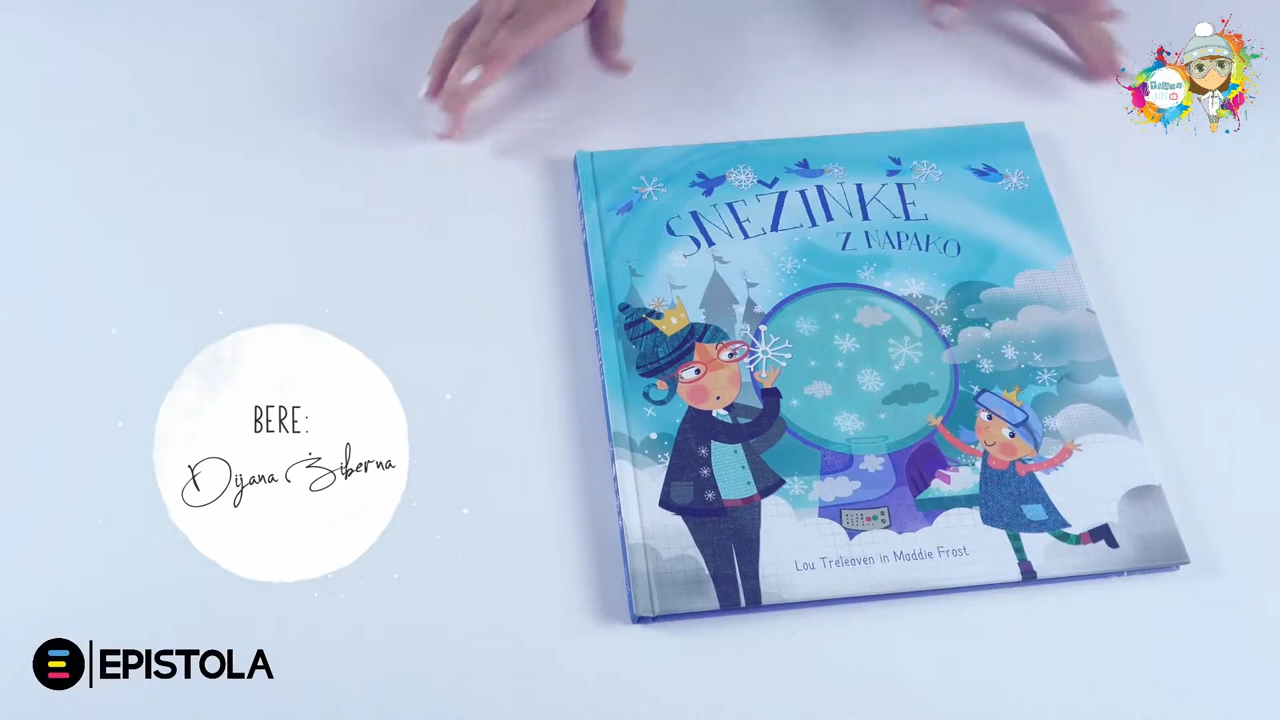 SNEŽINKE
Z NAPAKO
Lou Treleaven in Maddie Frost
BERE:
Dijana Žiberna
EPISTOLA